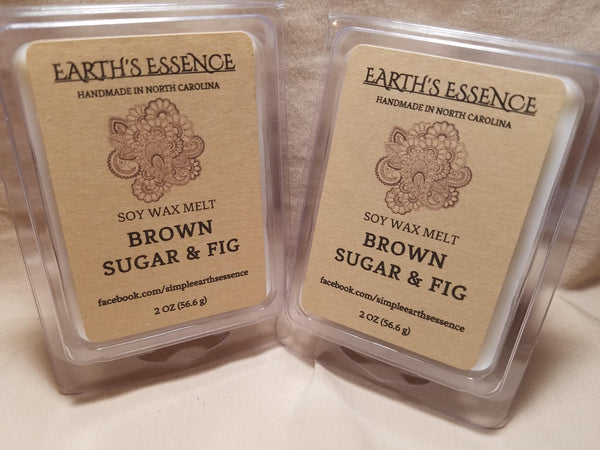 EARTH'S ESSENCE
HANDMADE IN NORTH CAROLINA
SOY WAX MELT
BROWN
SUGAR & FIG
facebook.com/simpleearthsessence
2 OZ (56.6 g)
EARTH'S ESSENCE
HANDMADE IN NORTH CAROLINA
SOY WAX MELT
BROWN
SUGAR & FIG
facebook.com/simpleearthsessence
2 OZ (56.6 g)